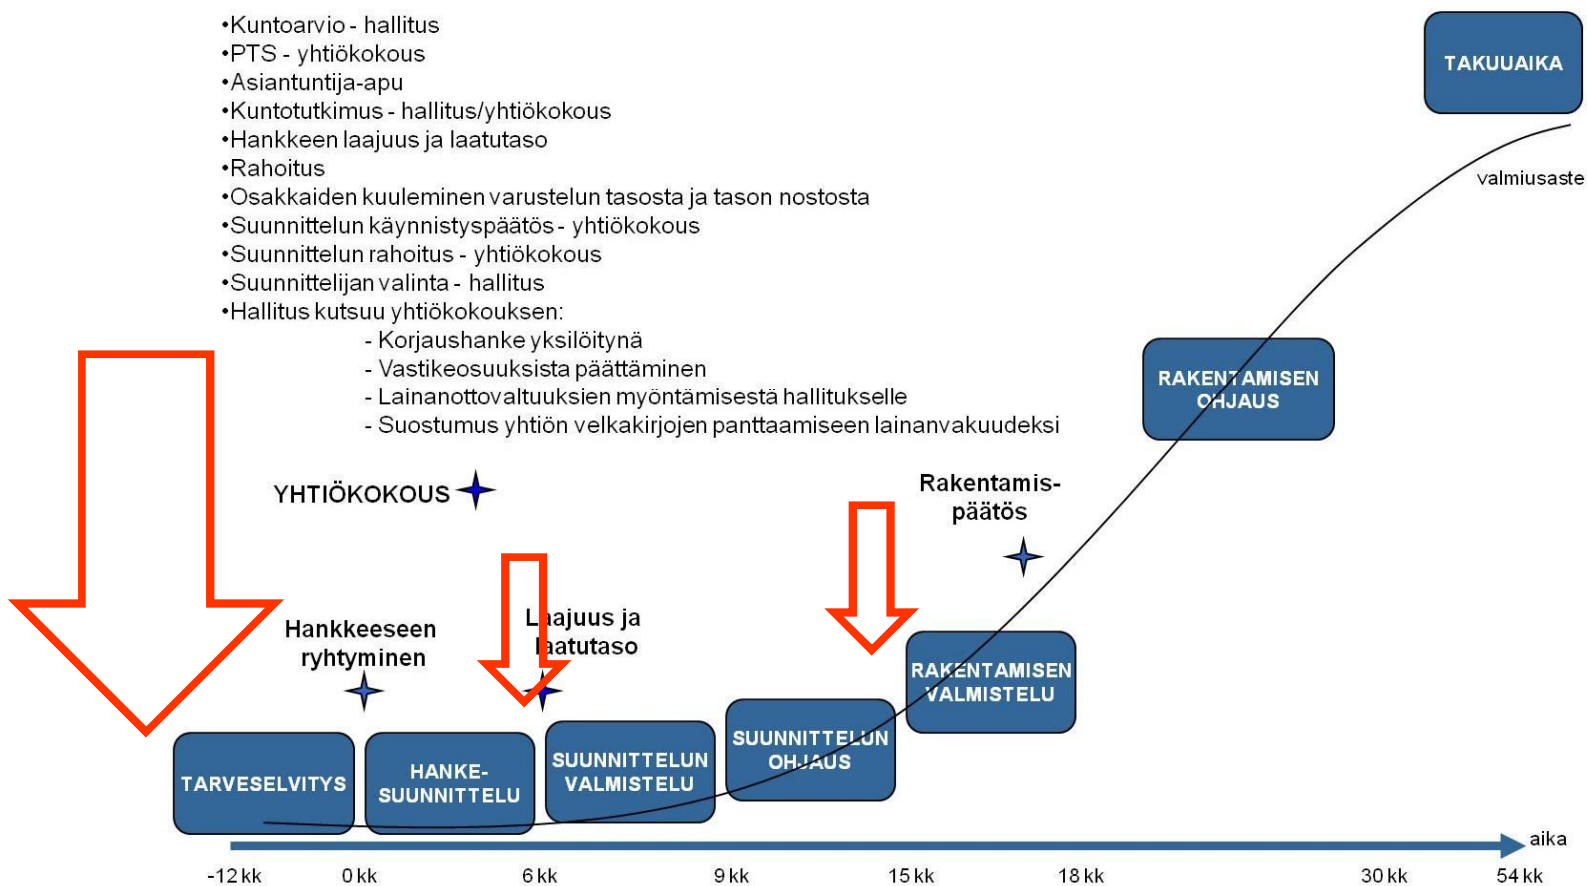 •Kuntoarvio - hallitus
•PTS - yhtiökokous
•Asiantuntija-apu
•Kuntotutkimus - hallitus/yhtiökokous
•Hankkeen laajuus ja laatutaso
•Rahoitus
•Osakkaiden kuuleminen varustelun tasosta ja tason nostosta
•Suunnittelun käynnistyspäätös - yhtiökokous
•Suunnittelun rahoitus - yhtiökokous
•Suunnittelijan valinta - hallitus
•Hallitus kutsuu yhtiökokouksen:
- Korjaushanke yksilöitynä
- Vastikeosuuksista päättäminen
- Lainanottovaltuuksien myöntämisestä hallitukselle
- Suostumus yhtiön velkakirjojen panttaamiseen lainanvakuudeksi
TAKUUAIKA
valmiusaste
RAKENTAMISEN
OHJAUS
YHTIÖKOKOUS
Rakentamis-
päätös
Hankkeeseen
ryhtyminen
Laajuus ja
laatutaso
RAKENTAMISEN
VALMISTELU
SUUNNITTELUN
OHJAUS
SUUNNITTELUN
VALMISTELU
HANKE-
SUUNNITTELU
TARVESELVITYS
aika
-12 kk
0 kk
6 kk
9 kk
15 kk
18 kk
30 kk
54 kk